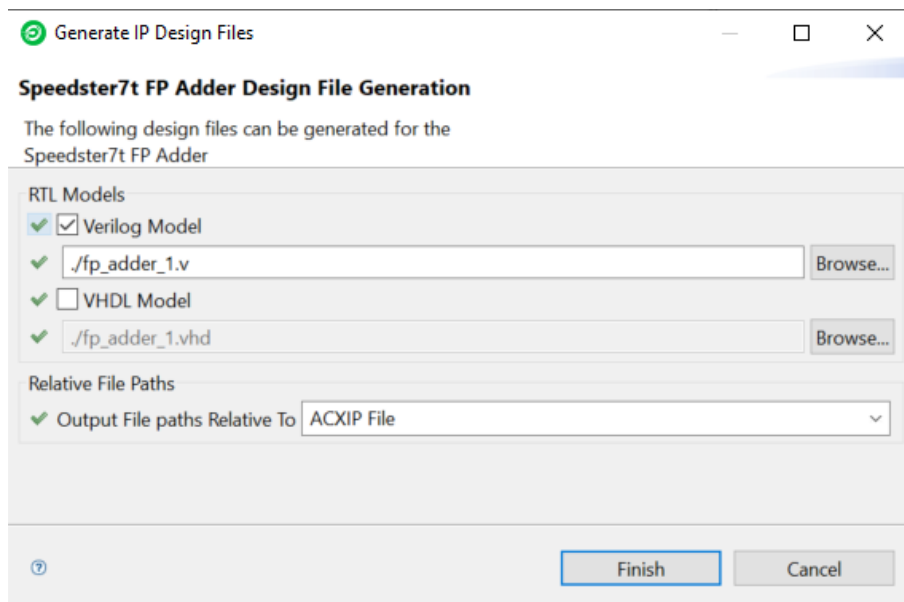 Generate IP Design Files
Speedster7t FP Adder Design File Generation
The following design files can be generated for the
Speedster7t FP Adder
RTL Models
Verilog Model
./fp_adder_1.v
Browse...
VHDL Model
./fp_adder_1.vhd
Browse...
Relative File Paths
Output File paths Relative To ACXIP File
Finish Cancel